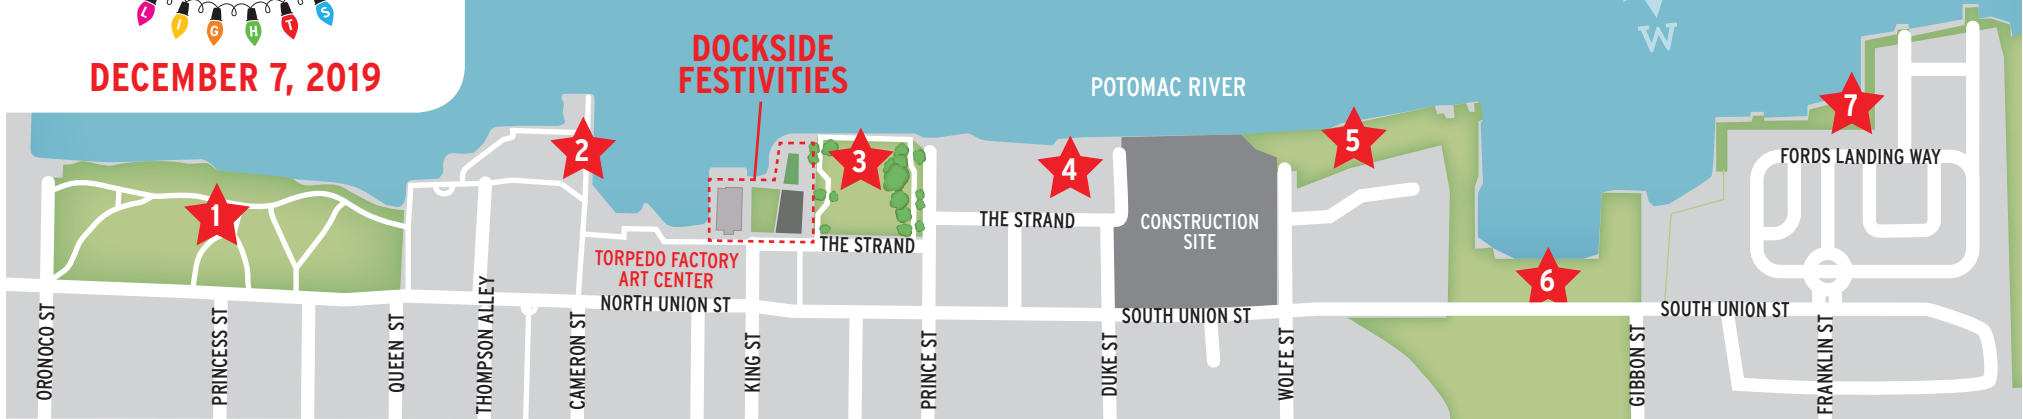 LIGHTS
DECEMBER 7, 2019
DOCKSIDE
FESTIVITIES
POTOMAC RIVER
W
1
2
3
4
5
6
7
FORDS LANDING WAY
THE STRAND
THE STRAND
CONSTRUCTION
SITE
TORPEDO FACTORY
ART CENTER
NORTH UNION ST
SOUTH UNION ST
SOUTH UNION ST
ORONOCO ST
PRINCESS ST
QUEEN ST
THOMPSON ALLEY
CAMERON ST
KING ST
PRINCE ST
DUKE ST
WOLFE ST
GIBBON ST
FRANKLIN ST